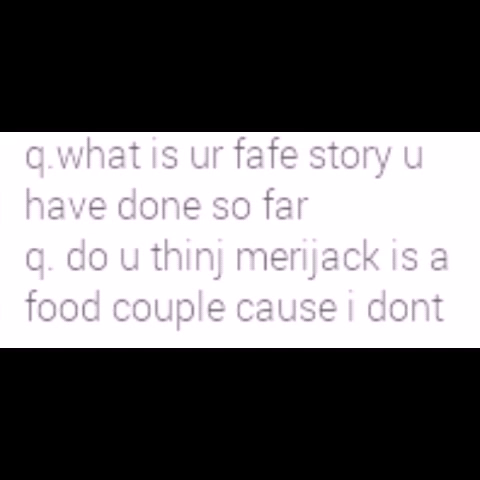 q.what is ur fafe story u
have done so far
q. do u thinj merijack is a
food couple cause i dont